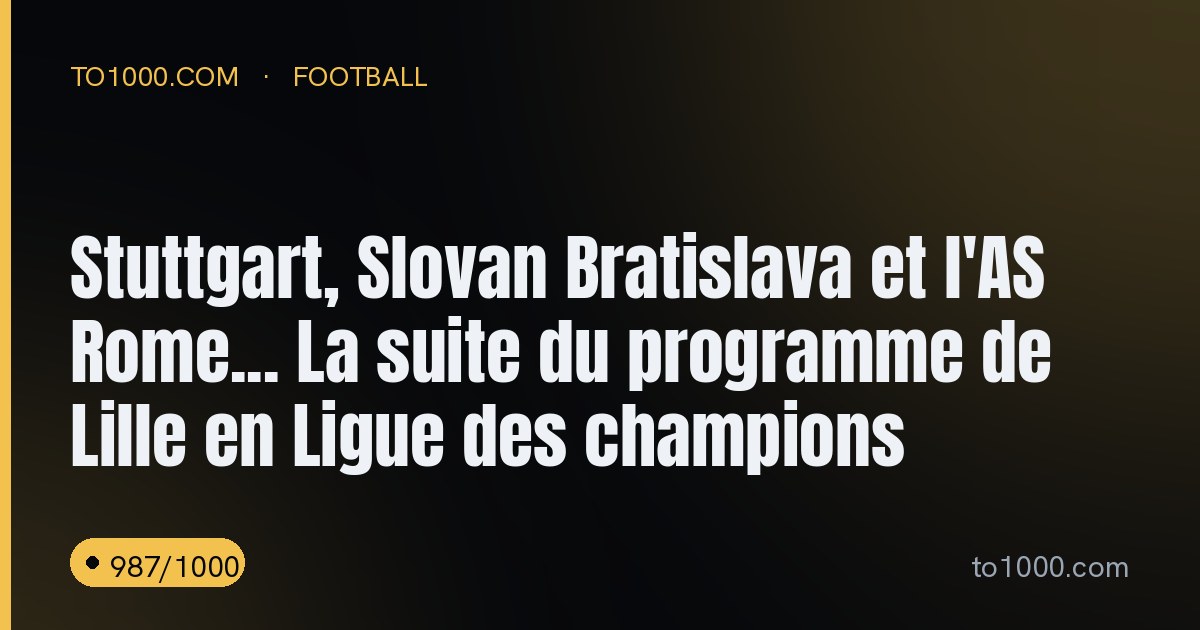 TO1000.COM · FOOTBALL
Stuttgart, Slovan Bratislava et l'AS
Rome... La suite du programme de
Lille en Ligue des champions
987/1000
to1000.com